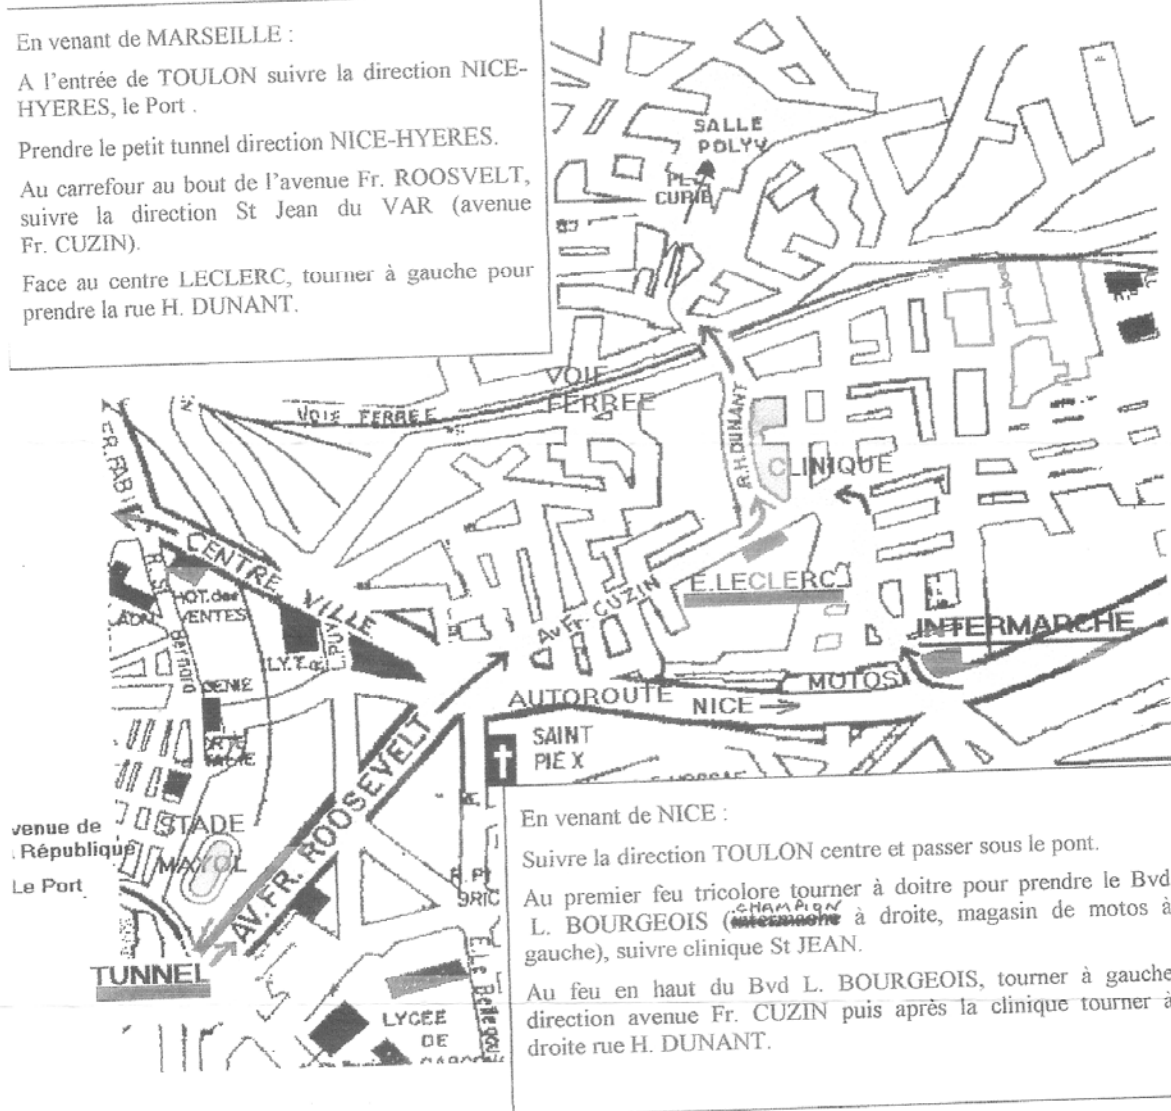 En venant de MARSEILLE :
A l'entrée de TOULON suivre la direction NICE-
HYERES, le Port .
Prendre le petit tunnel direction NICE-HYERES.
Au carrefour au bout de l'avenue Fr. ROOSVELT,
suivre la direction St Jean du VAR (avenue
Fr. CUZIN).
Face au centre LECLERC, tourner à gauche pour
prendre la rue H. DUNANT.
SALLE
POLYV
PL.
CURIE
VOIE
FERREE
VOIE FERREE
R.H.DUNANT
CLINIQUE
CENTRE VILLE
HOT. des
VENTES
E.LECLERC
Av Fr. CUZIN
INTERMARCHE
LY.T.
Bernard
GENIE
AUTOROUTE NICE
MOTOS
SAINT
PIE X
AV.FR. ROOSEVELT
STADE
MAYOL
venue de
République
Le Port
TUNNEL
LYCEE
DE
En venant de NICE :
Suivre la direction TOULON centre et passer sous le pont.
Au premier feu tricolore tourner à doitre pour prendre le Bvd
CHAMPION
L. BOURGEOIS (intermaché à droite, magasin de motos à
gauche), suivre clinique St JEAN.
Au feu en haut du Bvd L. BOURGEOIS, tourner à gauche
direction avenue Fr. CUZIN puis après la clinique tourner à
droite rue H. DUNANT.